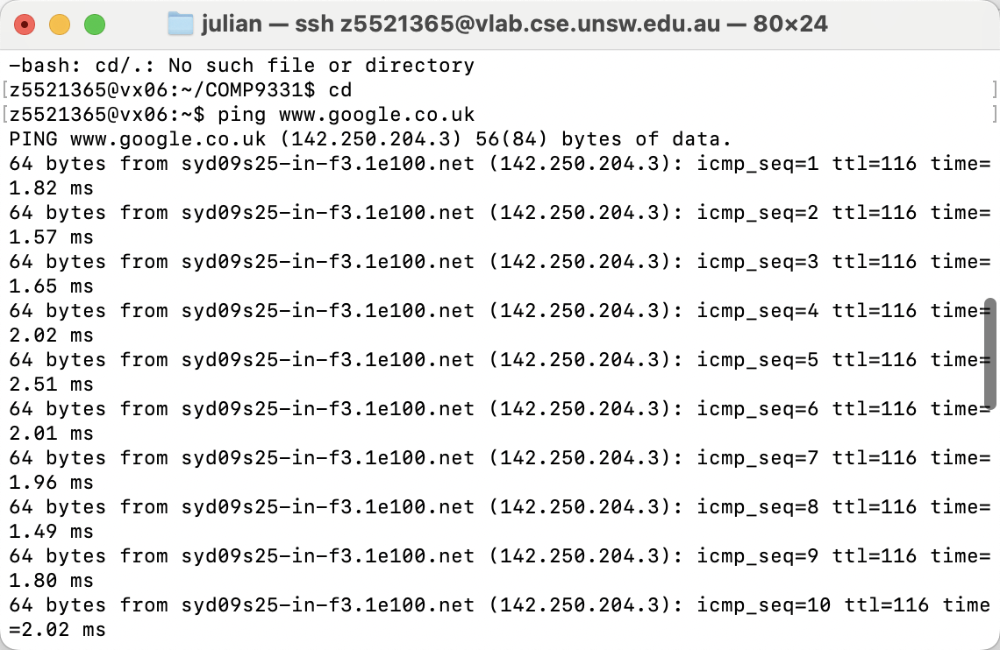 julian — ssh z5521365@vlab.cse.unsw.edu.au — 80×24
-bash: cd/.: No such file or directory
[z5521365@vx06:~/COMP9331$ cd ]
[z5521365@vx06:~$ ping www.google.co.uk ]
PING www.google.co.uk (142.250.204.3) 56(84) bytes of data.
64 bytes from syd09s25-in-f3.1e100.net (142.250.204.3): icmp_seq=1 ttl=116 time=
1.82 ms
64 bytes from syd09s25-in-f3.1e100.net (142.250.204.3): icmp_seq=2 ttl=116 time=
1.57 ms
64 bytes from syd09s25-in-f3.1e100.net (142.250.204.3): icmp_seq=3 ttl=116 time=
1.65 ms
64 bytes from syd09s25-in-f3.1e100.net (142.250.204.3): icmp_seq=4 ttl=116 time=
2.02 ms
64 bytes from syd09s25-in-f3.1e100.net (142.250.204.3): icmp_seq=5 ttl=116 time=
2.51 ms
64 bytes from syd09s25-in-f3.1e100.net (142.250.204.3): icmp_seq=6 ttl=116 time=
2.01 ms
64 bytes from syd09s25-in-f3.1e100.net (142.250.204.3): icmp_seq=7 ttl=116 time=
1.96 ms
64 bytes from syd09s25-in-f3.1e100.net (142.250.204.3): icmp_seq=8 ttl=116 time=
1.49 ms
64 bytes from syd09s25-in-f3.1e100.net (142.250.204.3): icmp_seq=9 ttl=116 time=
1.80 ms
64 bytes from syd09s25-in-f3.1e100.net (142.250.204.3): icmp_seq=10 ttl=116 time
=2.02 ms